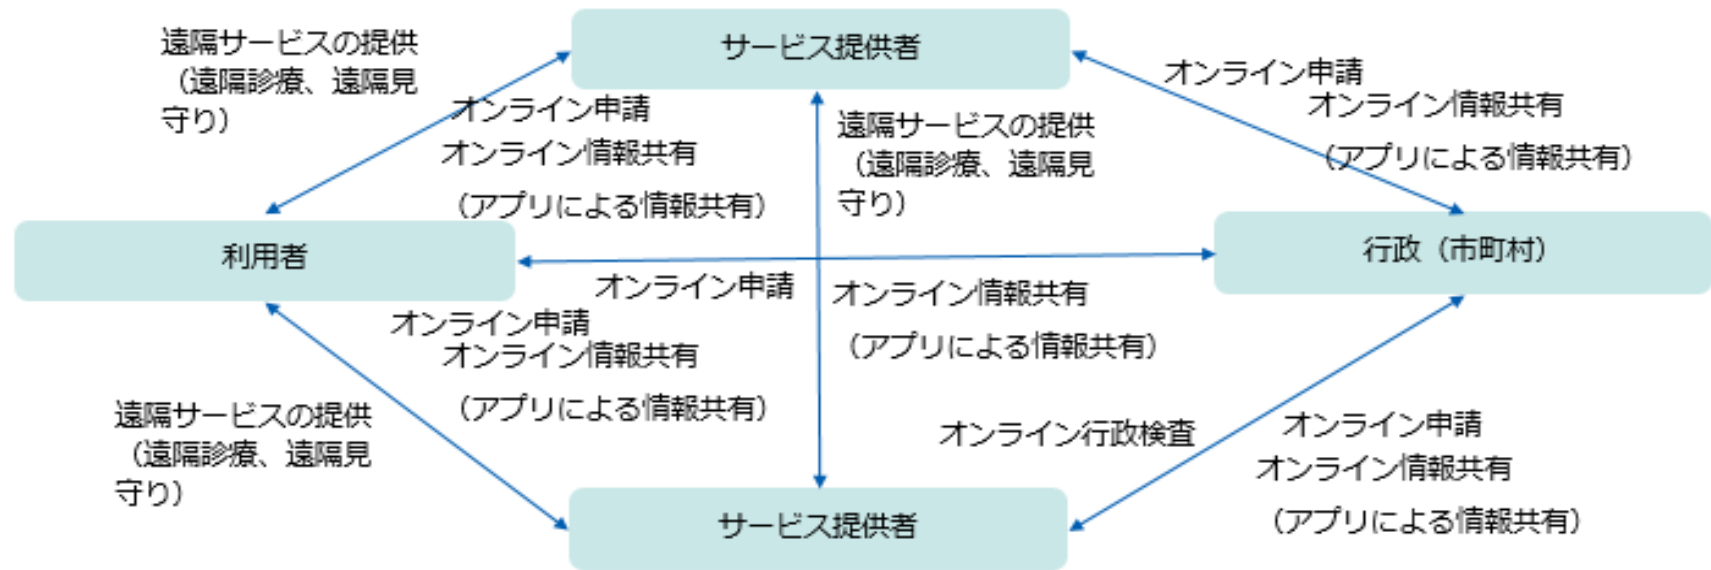 サービス提供者
遠隔サービスの提供
（遠隔診療、遠隔見
守り）
オンライン申請
オンライン情報共有
（アプリによる情報共有）
遠隔サービスの提供
（遠隔診療、遠隔見
守り）
オンライン申請
オンライン情報共有
（アプリによる情報共有）
利用者
行政（市町村）
オンライン申請
オンライン情報共有
（アプリによる情報共有）
オンライン申請
オンライン情報共有
（アプリによる情報共有）
遠隔サービスの提供
（遠隔診療、遠隔見
守り）
オンライン行政検査
オンライン申請
オンライン情報共有
（アプリによる情報共有）
サービス提供者